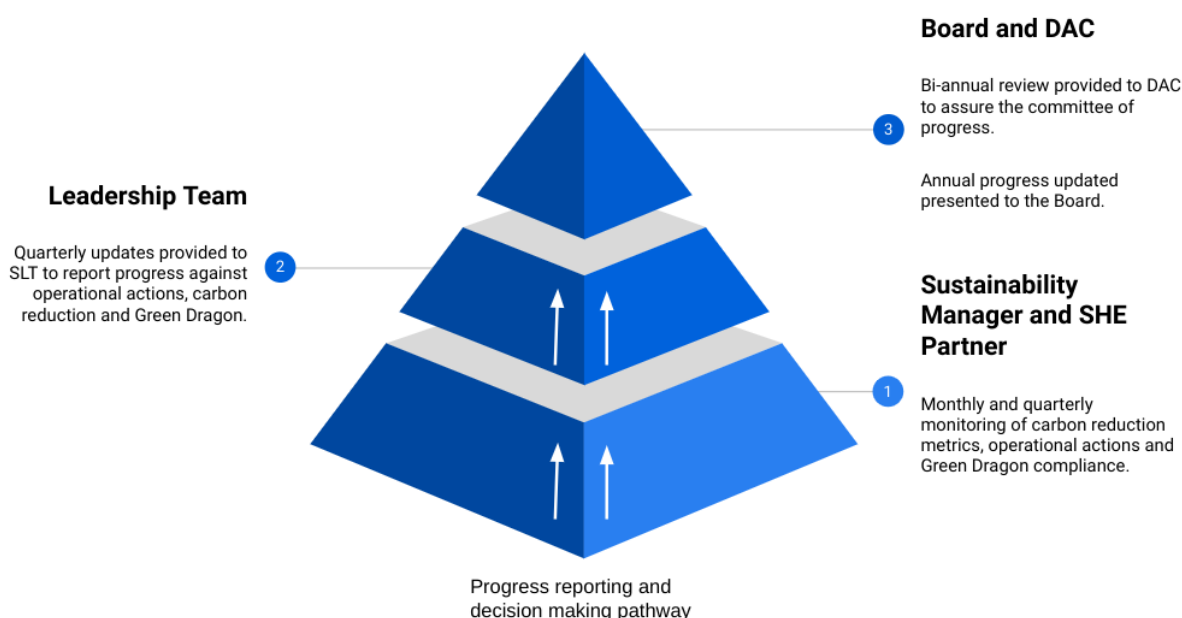 Board and DAC
Bi-annual review provided to DAC
to assure the committee of
progress.
3
Annual progress updated
presented to the Board.
Leadership Team
Quarterly updates provided to
SLT to report progress against
operational actions, carbon
reduction and Green Dragon.
2
Sustainability
Manager and SHE
Partner
1
Monthly and quarterly
monitoring of carbon reduction
metrics, operational actions and
Green Dragon compliance.
Progress reporting and
decision making pathway